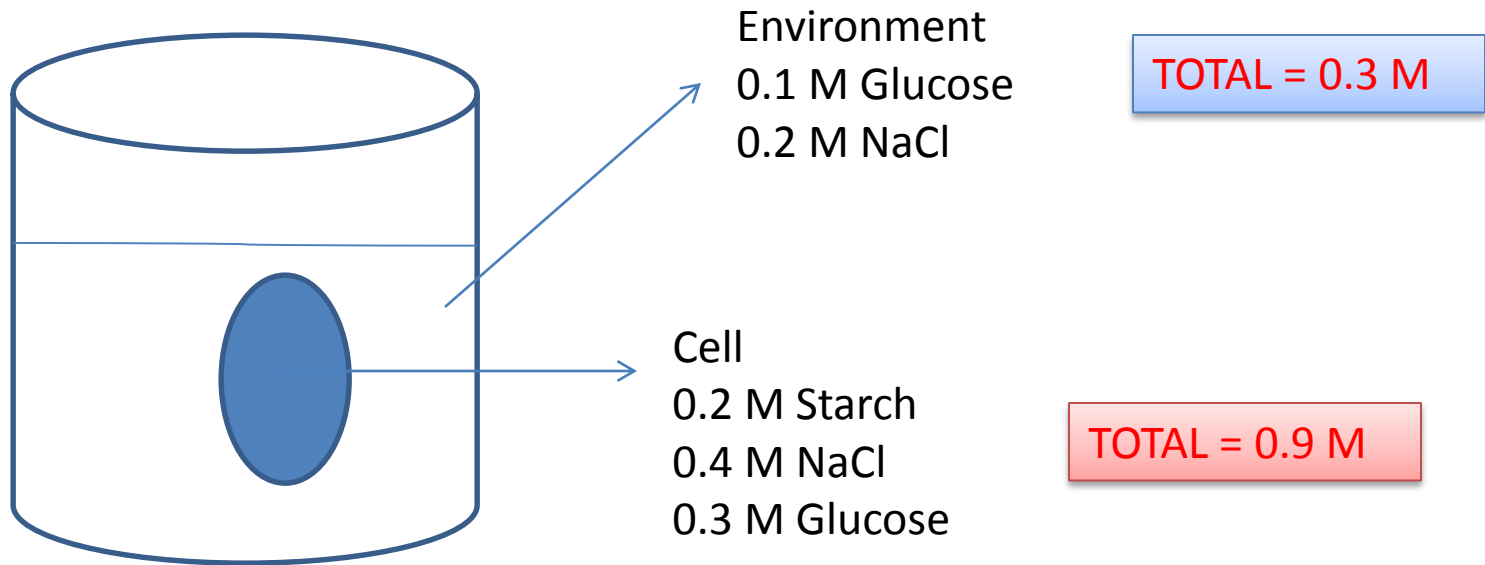 Environment
0.1 M Glucose
0.2 M NaCl
TOTAL = 0.3 M
Cell
0.2 M Starch
0.4 M NaCl
0.3 M Glucose
TOTAL = 0.9 M